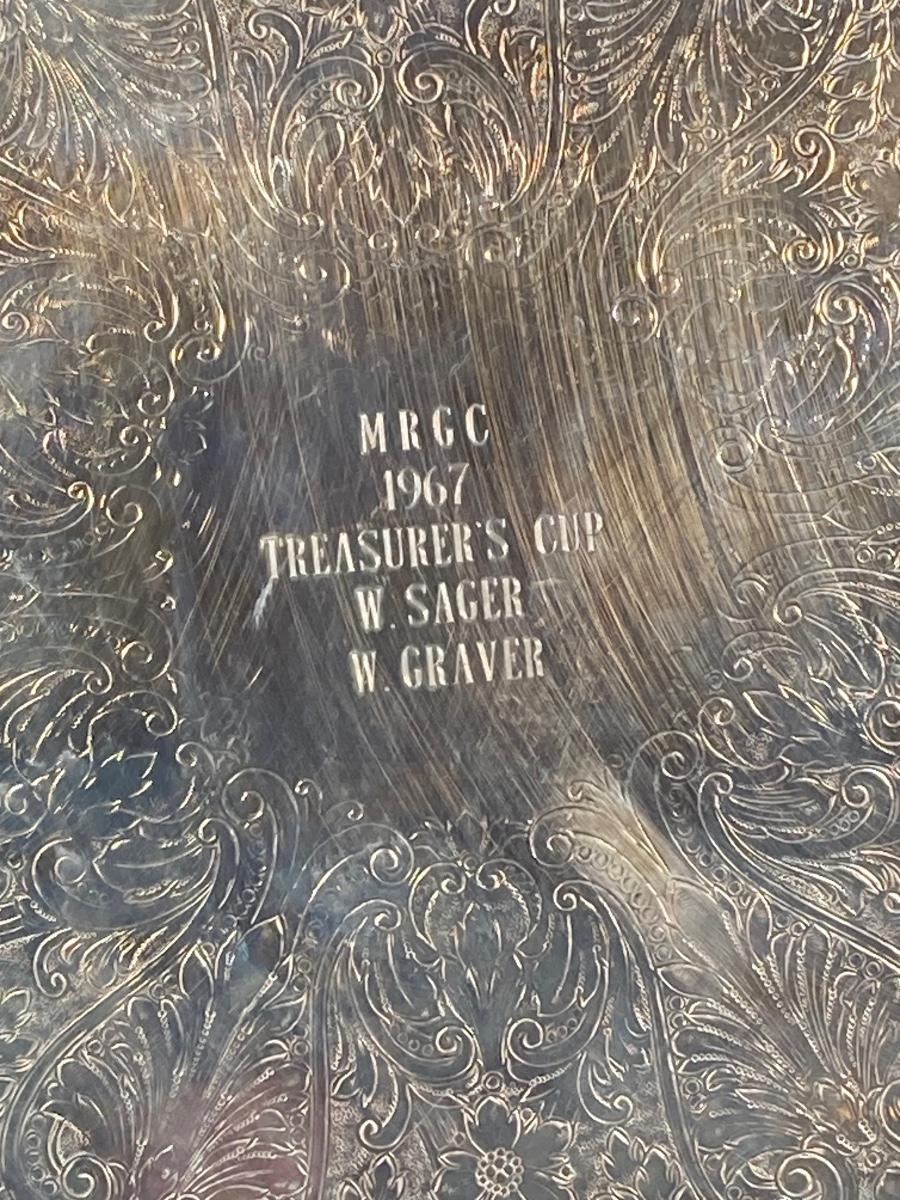 MRGC
1967
TREASURER'S CUP
W. SAGER
W. GRAVER